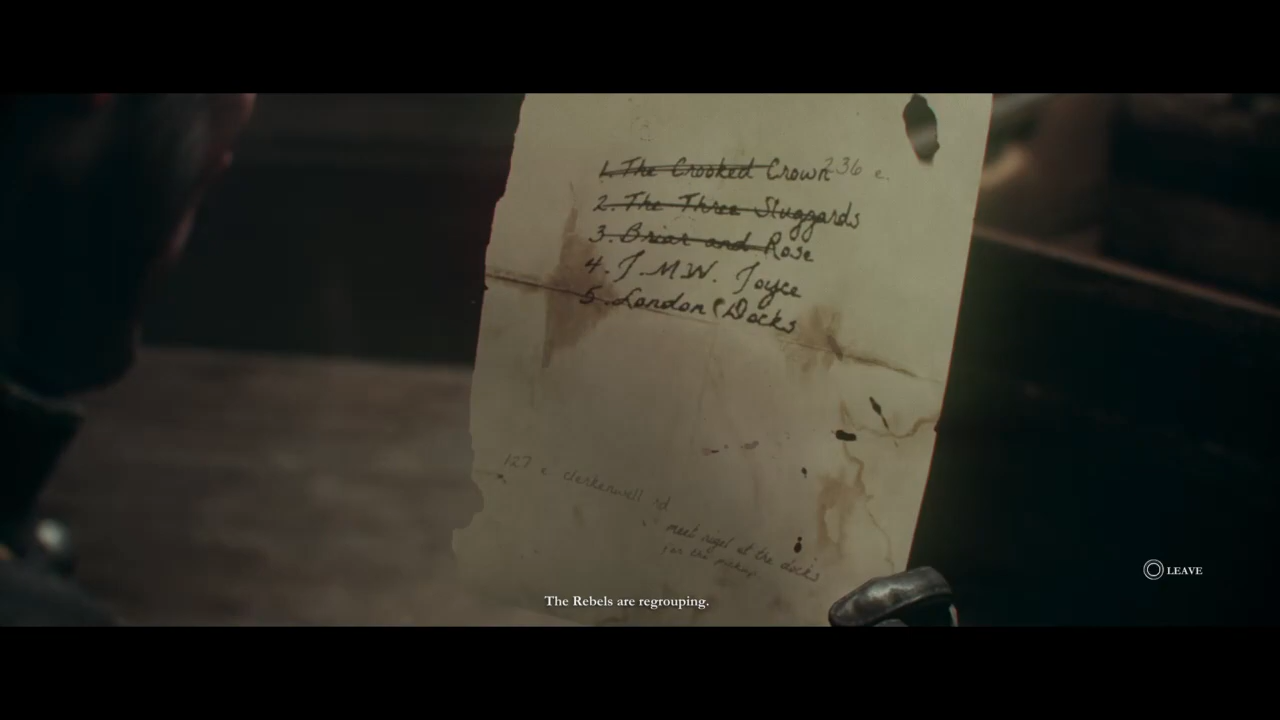 1. The Crooked Crown 236 e.
2. The Three Sluggards
3. Briar and Rose
4. J.M.W. Joyce
5. London Docks
127 e clerkenwell rd
meet nigel at the docks
for the pickup
LEAVE
The Rebels are regrouping.